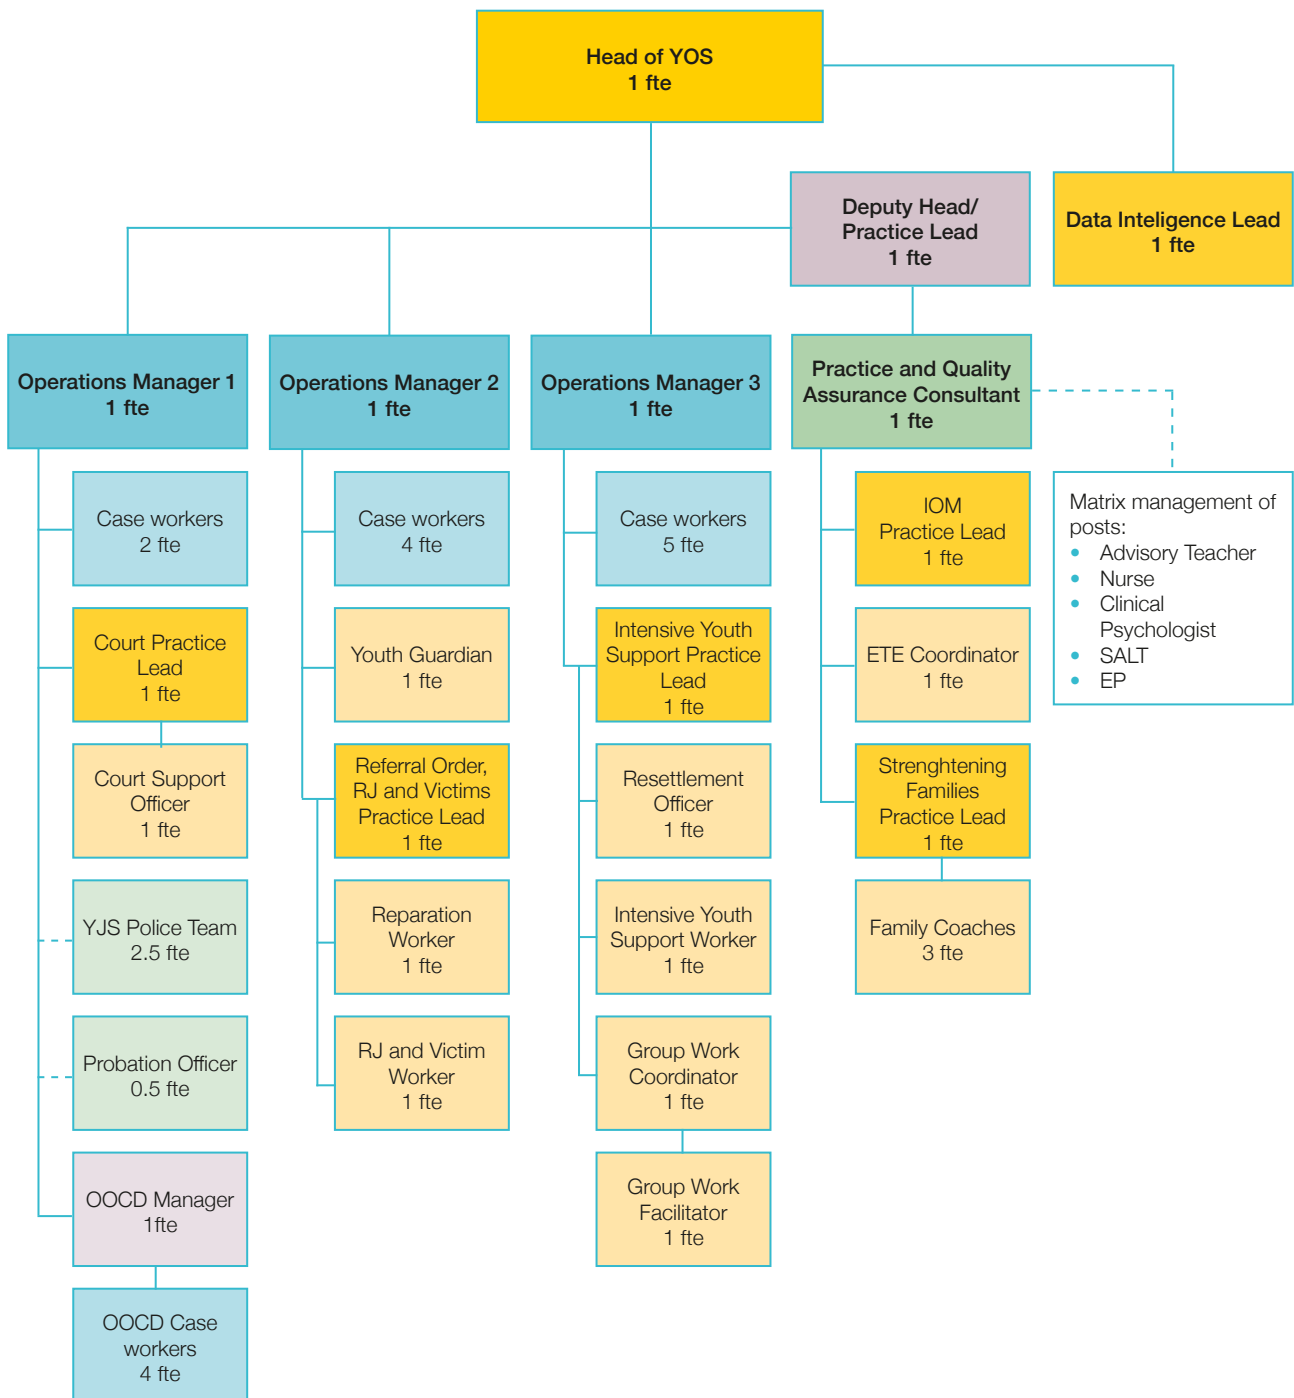 Head of YOS
1 fte
Deputy Head/
Practice Lead
1 fte
Data Inteligence Lead
1 fte
Operations Manager 1
1 fte
Operations Manager 2
1 fte
Operations Manager 3
1 fte
Practice and Quality
Assurance Consultant
1 fte
Case workers
2 fte
Court Practice
Lead
1 fte
Court Support
Officer
1 fte
YJS Police Team
2.5 fte
Probation Officer
0.5 fte
OOCD Manager
1fte
OOCD Case
workers
4 fte
Case workers
4 fte
Youth Guardian
1 fte
Referral Order,
RJ and Victims
Practice Lead
1 fte
Reparation
Worker
1 fte
RJ and Victim
Worker
1 fte
Case workers
5 fte
Intensive Youth
Support Practice
Lead
1 fte
Resettlement
Officer
1 fte
Intensive Youth
Support Worker
1 fte
Group Work
Coordinator
1 fte
Group Work
Facilitator
1 fte
IOM
Practice Lead
1 fte
ETE Coordinator
1 fte
Strenghtening
Families
Practice Lead
1 fte
Family Coaches
3 fte
Matrix management of
posts:
• Advisory Teacher
• Nurse
• Clinical
Psychologist
• SALT
• EP